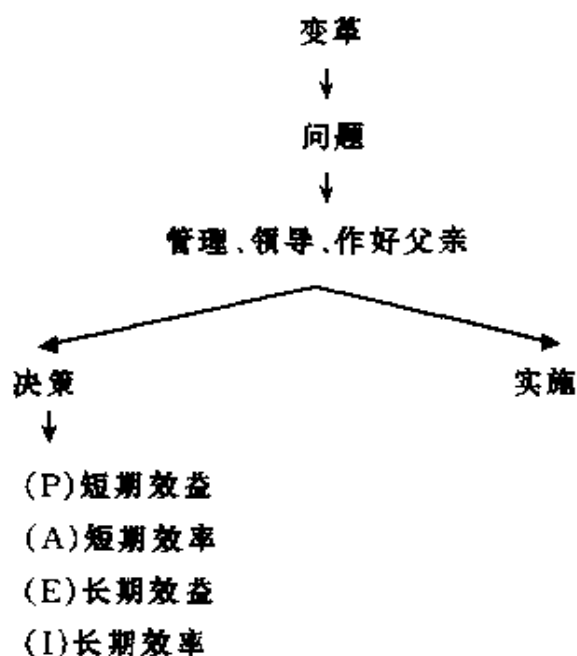 变革
问题
管理、领导、作好父亲
决策 实施
(P)短期效益
(A)短期效率
(E)长期效益
(I)长期效率